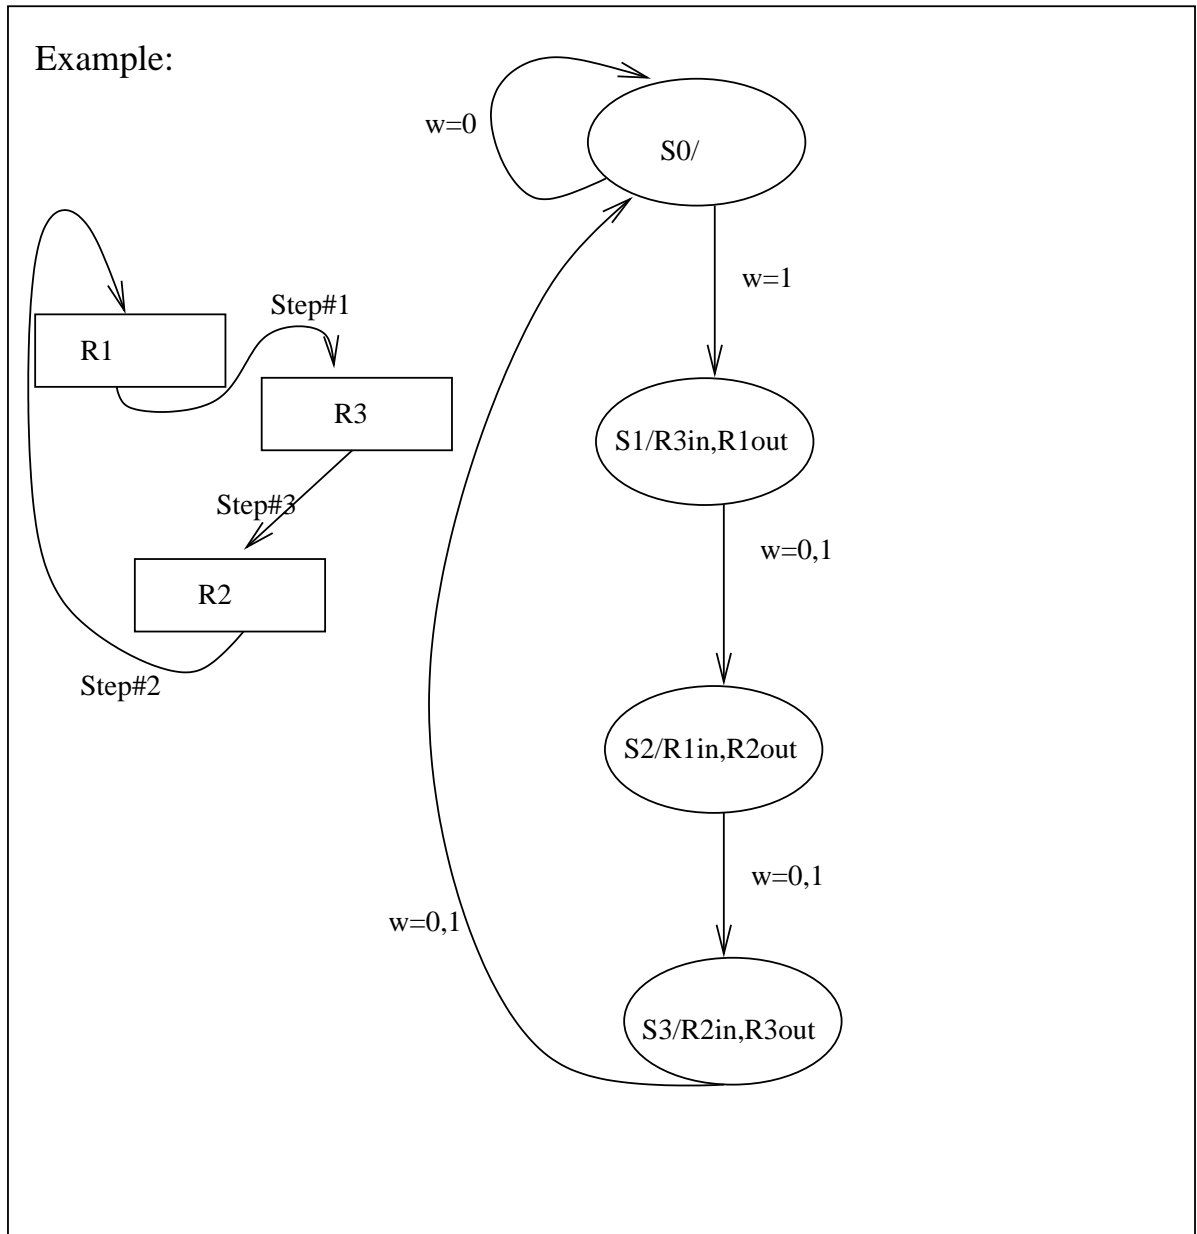 Example:
w=0
S0/
w=1
Step#1
R1
R3
S1/R3in,R1out
Step#3
w=0,1
R2
Step#2
S2/R1in,R2out
w=0,1
w=0,1
S3/R2in,R3out